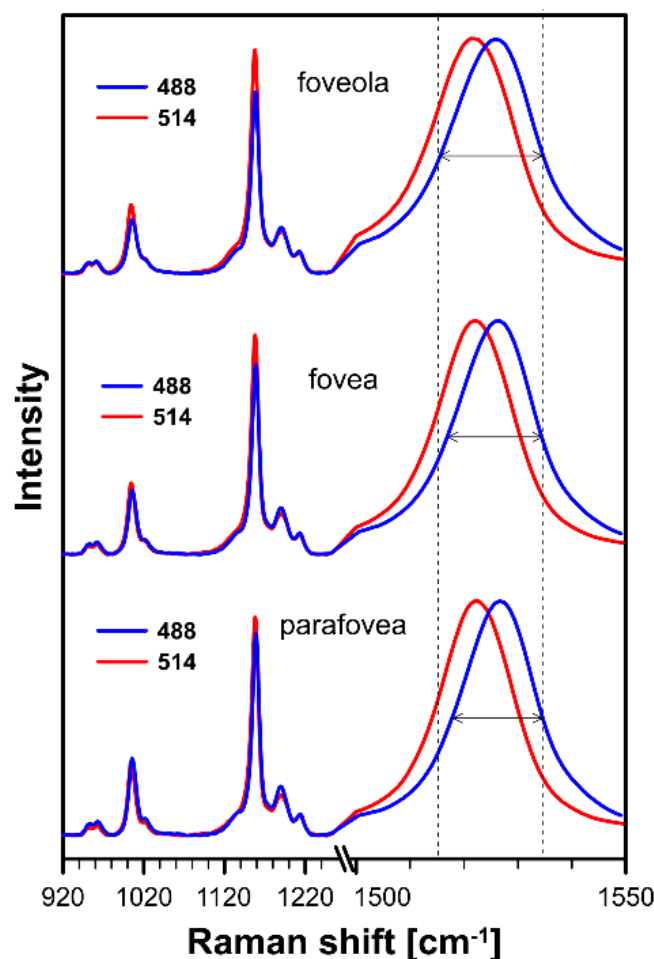 488
514
foveola
488
514
fovea
488
514
parafovea
Intensity
920 1020 1120 1220 1500 1550
Raman shift [cm⁻¹]